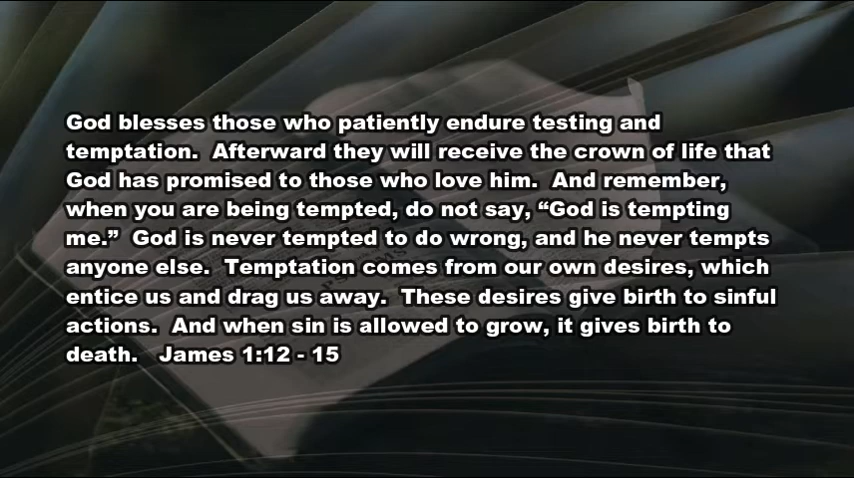 God blesses those who patiently endure testing and
temptation.  Afterward they will receive the crown of life that
God has promised to those who love him.  And remember,
when you are being tempted, do not say, “God is tempting
me.”  God is never tempted to do wrong, and he never tempts
anyone else.  Temptation comes from our own desires, which
entice us and drag us away.  These desires give birth to sinful
actions.  And when sin is allowed to grow, it gives birth to
death.   James 1:12 - 15
PSALMS